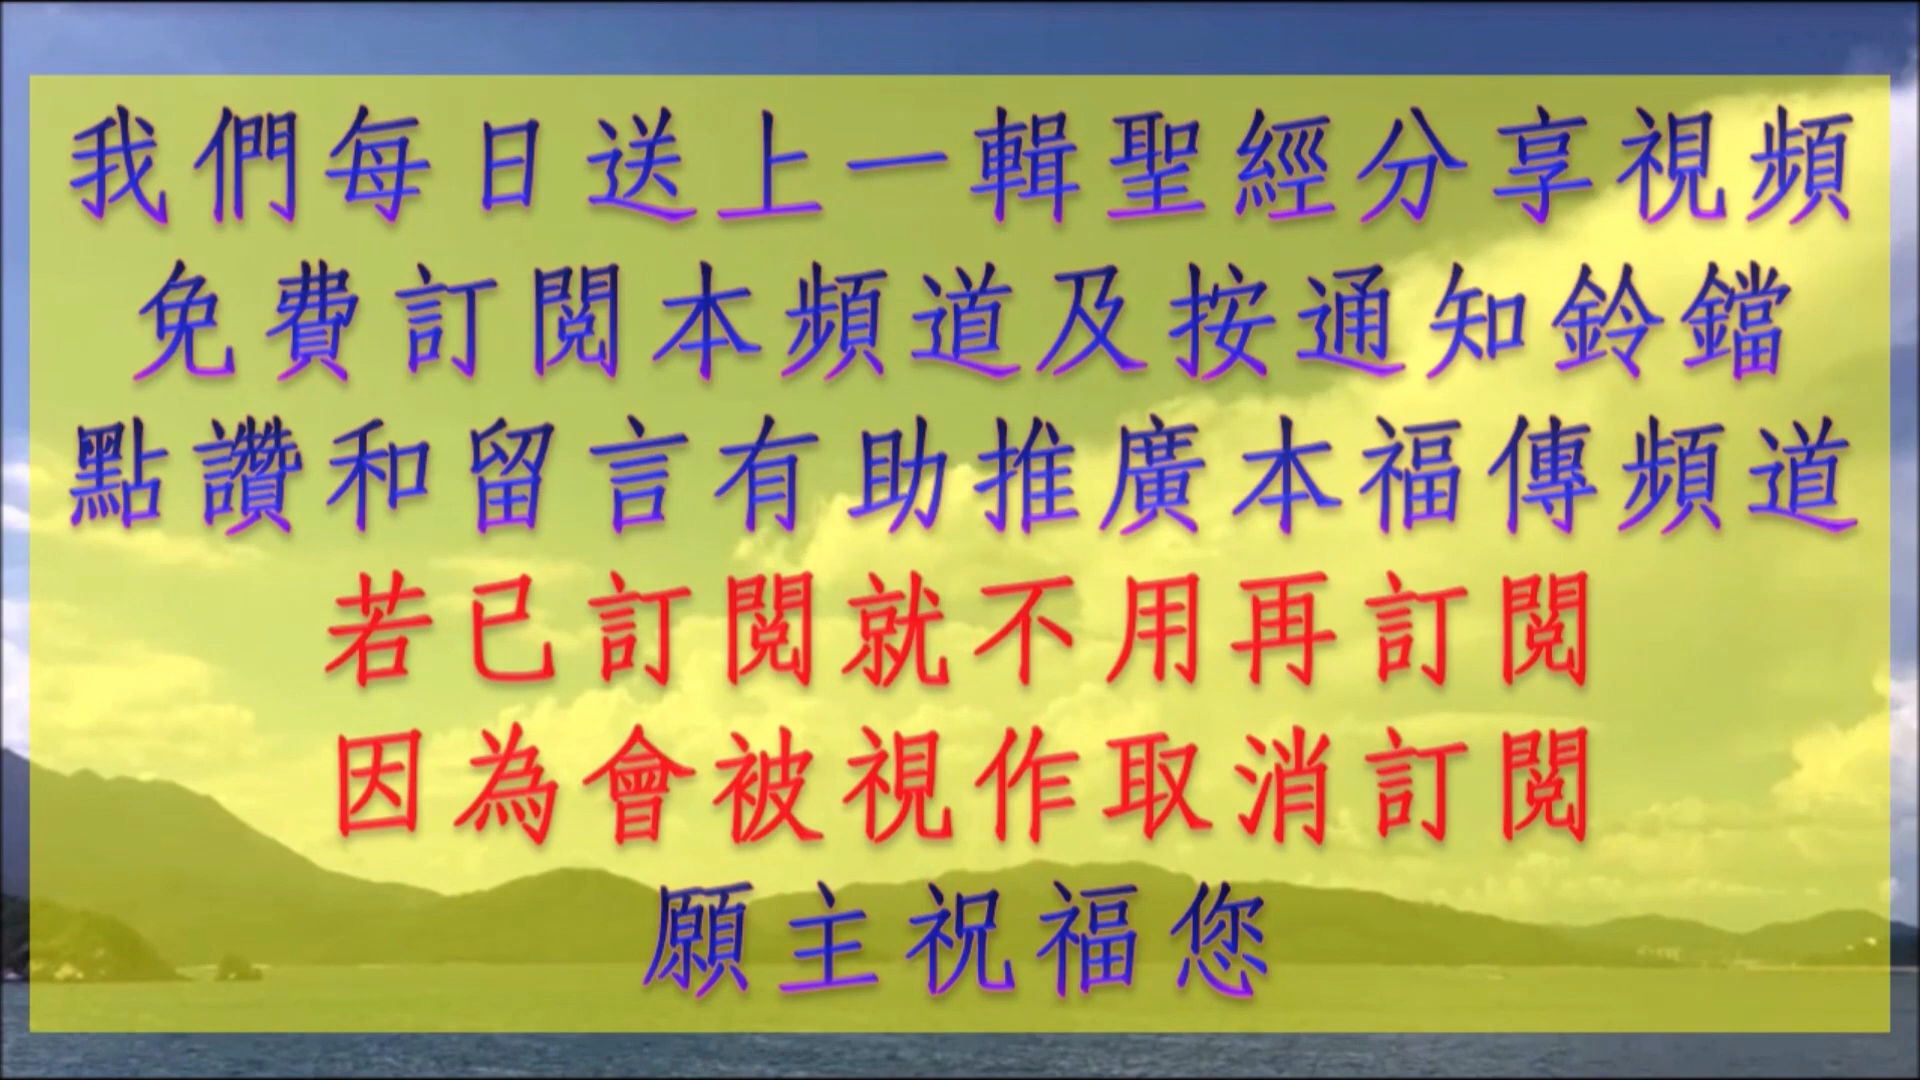 我們每日送上一輯聖經分享視頻
免費訂閱本頻道及按通知鈴鐺
點讚和留言有助推廣本福傳頻道
若已訂閱就不用再訂閱
因為會被視作取消訂閱
願主祝福您